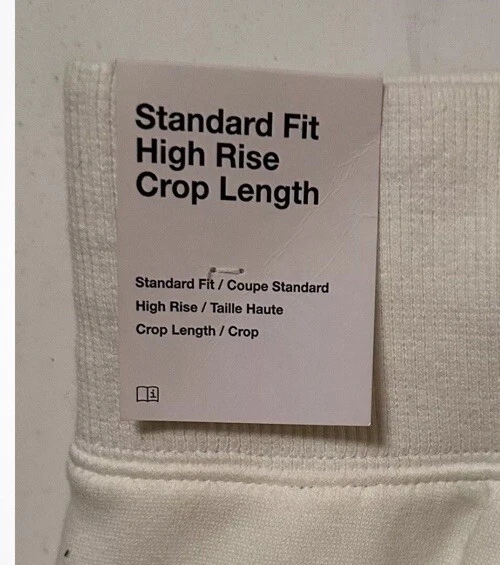 Standard Fit
High Rise
Crop Length
Standard Fit / Coupe Standard
High Rise / Taille Haute
Crop Length / Crop
i